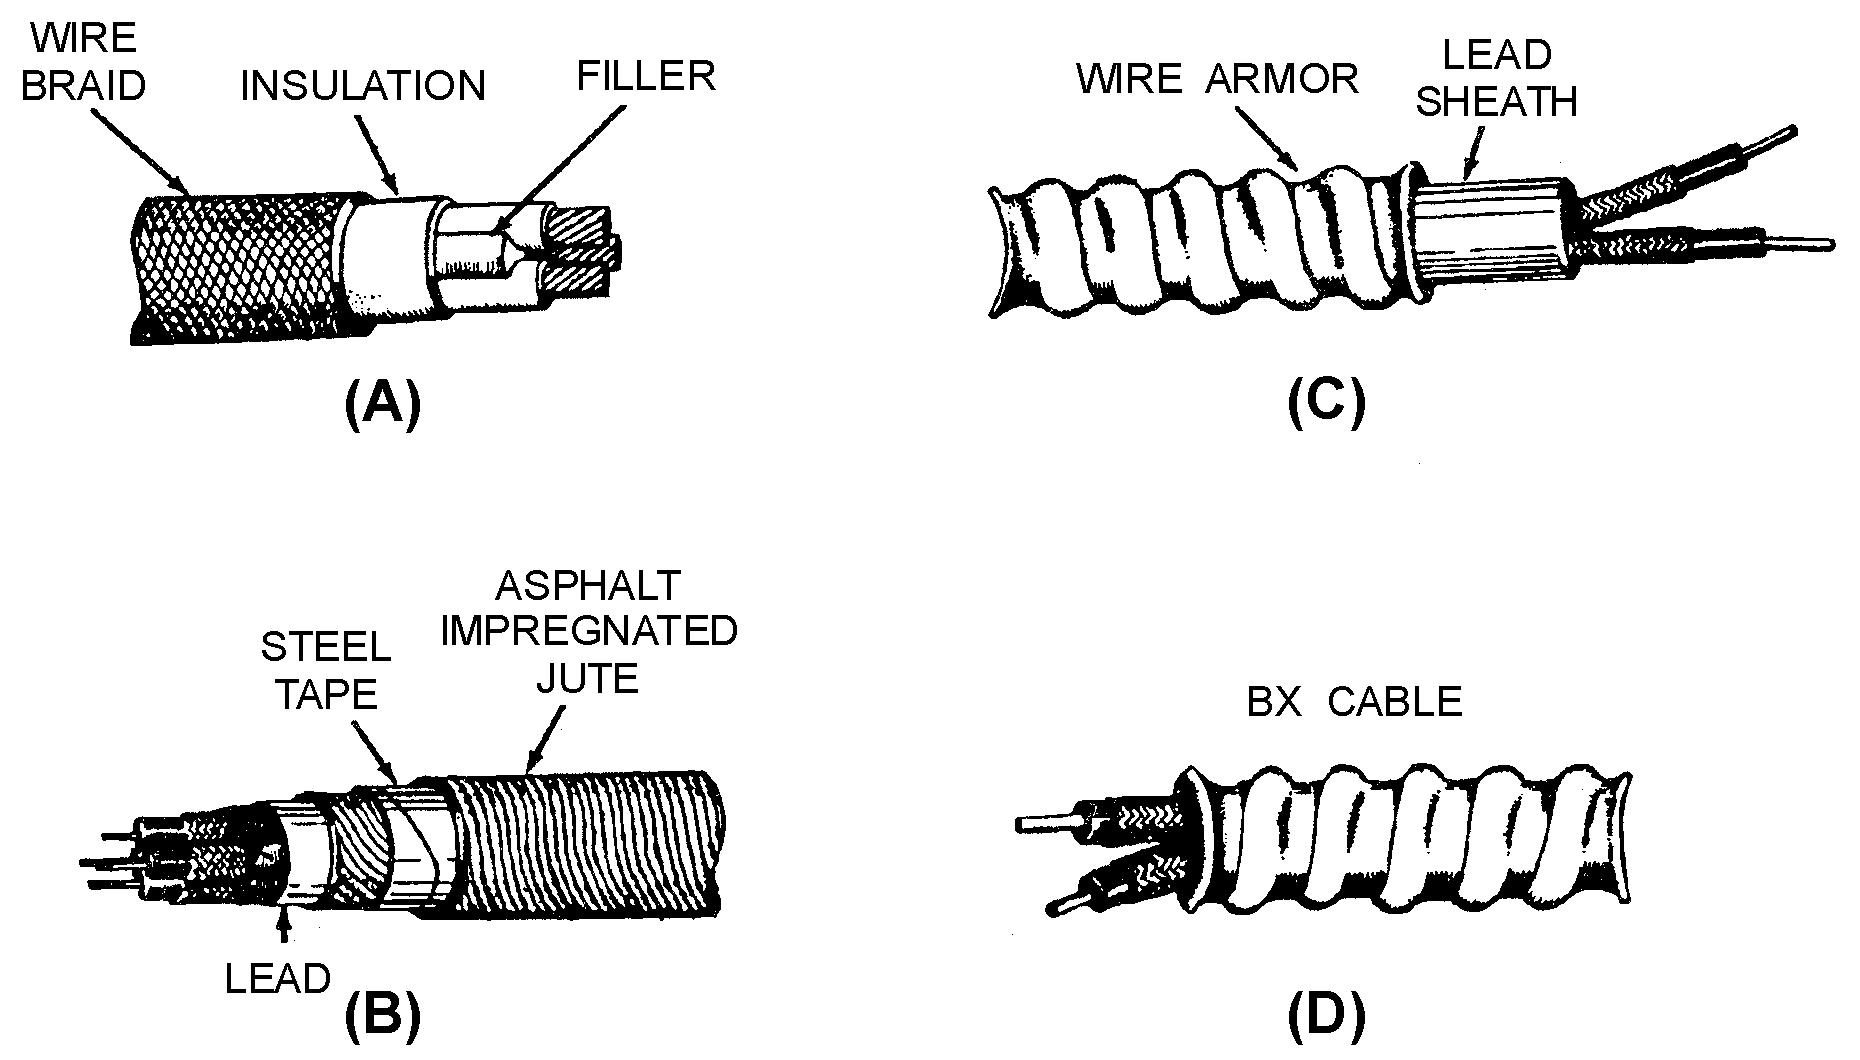 WIRE
BRAID
INSULATION
FILLER
(A)
WIRE ARMOR
LEAD
SHEATH
(C)
ASPHALT
IMPREGNATED
JUTE
STEEL
TAPE
LEAD
(B)
BX CABLE
(D)